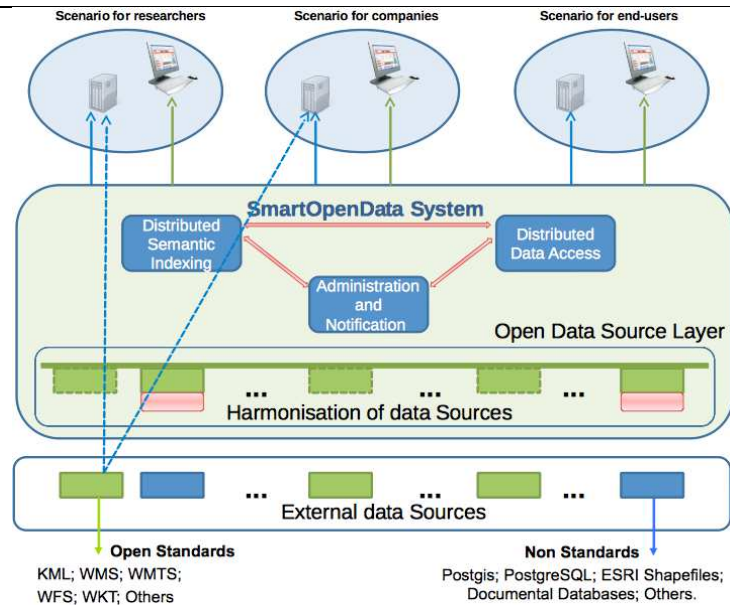 Scenario for researchers
Scenario for companies
Scenario for end-users
SmartOpenData System
Distributed
Semantic
Indexing
Distributed
Data Access
Administration
and
Notification
Open Data Source Layer
... ... ...
Harmonisation of data Sources
... ... ...
External data Sources
Open Standards
KML; WMS; WMTS;
WFS; WKT; Others
Non Standards
Postgis; PostgreSQL; ESRI Shapefiles;
Documental Databases; Others.